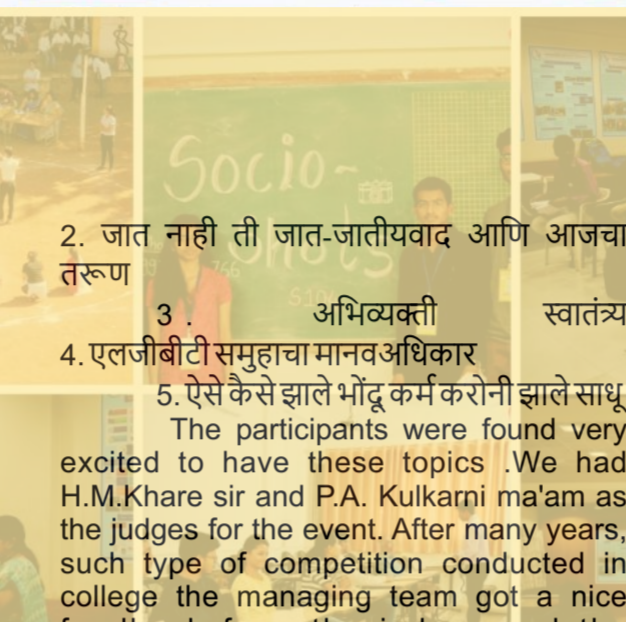 Socio-
Shots
2. जात नाही ती जात-जातीयवाद आणि आजचा
तरूण
3 . अभिव्यक्ती स्वातंत्र्य
4. एलजीबीटी समुहाचा मानवअधिकार
5. ऐसे कैसे झाले भोंदू कर्म करोनी झाले साधू
The participants were found very
excited to have these topics .We had
H.M.Khare sir and P.A. Kulkarni ma'am as
the judges for the event. After many years,
such type of competition conducted in
college the managing team got a nice